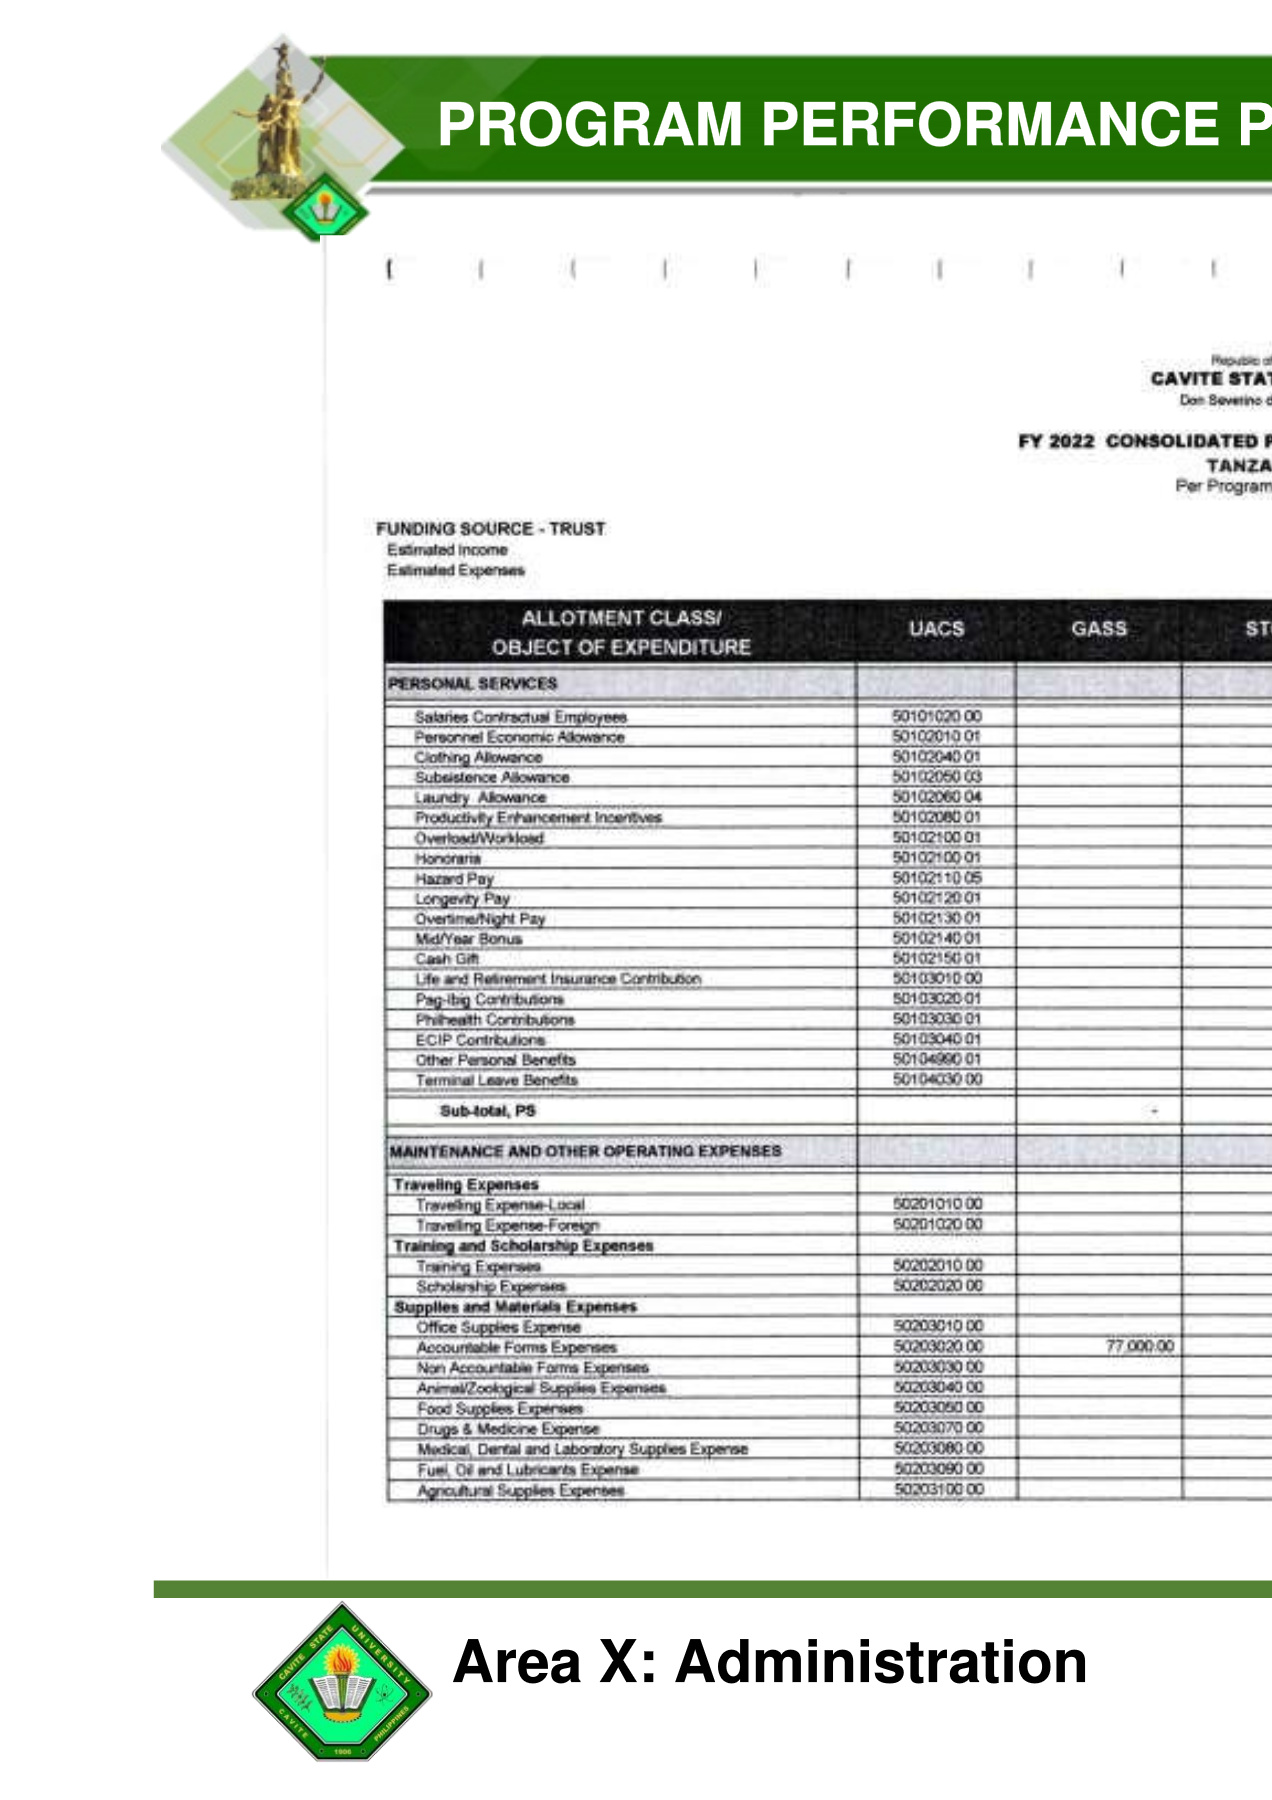 PROGRAM PERFORMANCE P
Republic of
CAVITE STAT
Don Severino d
FY 2022 CONSOLIDATED P
TANZA
Per Program
FUNDING SOURCE - TRUST
Estimated Income
Estimated Expenses
ALLOTMENT CLASS/
OBJECT OF EXPENDITURE UACS GASS ST
PERSONAL SERVICES
Salaries Contractual Employees 50101020 00
Personnel Economic Allowance 50102010 01
Clothing Allowance 50102040 01
Subsistence Allowance 50102050 03
Laundry Allowance 50102060 04
Productivity Enhancement Incentives 50102080 01
Overload/Workload 50102100 01
Honoraria 50102100 01
Hazard Pay 50102110 05
Longevity Pay 50102120 01
Overtime/Night Pay 50102130 01
Mid/Year Bonus 50102140 01
Cash Gift 50102150 01
Life and Retirement Insurance Contribution 50103010 00
Pag-ibig Contributions 50103020 01
Philhealth Contributions 50103030 01
ECIP Contributions 50103040 01
Other Personal Benefits 50104990 01
Terminal Leave Benefits 50104030 00
Sub-total, PS -
MAINTENANCE AND OTHER OPERATING EXPENSES
Traveling Expenses
Travelling Expense-Local 50201010 00
Travelling Expense-Foreign 50201020 00
Training and Scholarship Expenses
Training Expenses 50202010 00
Scholarship Expenses 50202020 00
Supplies and Materials Expenses
Office Supplies Expense 50203010 00
Accountable Forms Expenses 50203020 00 77,000.00
Non Accountable Forms Expenses 50203030 00
Animal/Zoological Supplies Expenses 50203040 00
Food Supplies Expenses 50203050 00
Drugs & Medicine Expense 50203070 00
Medical, Dental and Laboratory Supplies Expense 50203080 00
Fuel, Oil and Lubricants Expense 50203090 00
Agricultural Supplies Expenses 50203100 00
CAVITE STATE UNIVERSITY
CAVITE PHILIPPINES
1906
Area X: Administration